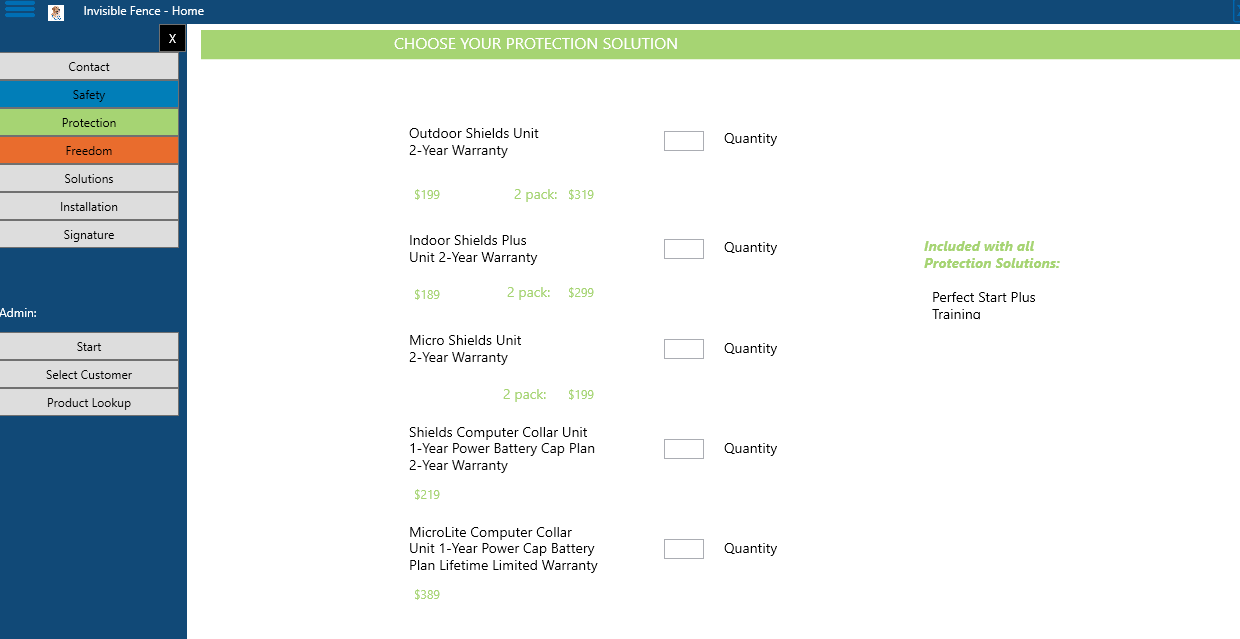 Invisible Fence - Home
X
Contact
Safety
Protection
Freedom
Solutions
Installation
Signature
Admin:
Start
Select Customer
Product Lookup
CHOOSE YOUR PROTECTION SOLUTION
Outdoor Shields Unit
2-Year Warranty
Quantity
$199 2 pack: $319
Indoor Shields Plus
Unit 2-Year Warranty
Quantity
$189 2 pack: $299
Micro Shields Unit
2-Year Warranty
Quantity
2 pack: $199
Shields Computer Collar Unit
1-Year Power Battery Cap Plan
2-Year Warranty
Quantity
$219
MicroLite Computer Collar
Unit 1-Year Power Cap Battery
Plan Lifetime Limited Warranty
Quantity
$389
Included with all
Protection Solutions:
Perfect Start Plus
Training